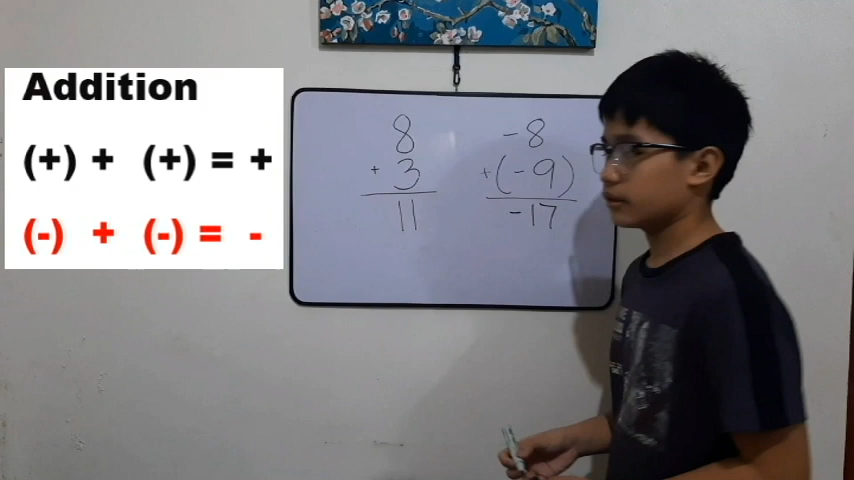 Addition
(+) + (+) = +
(-) + (-) = -
8
+ 3
11
-8
+(-9)
-17